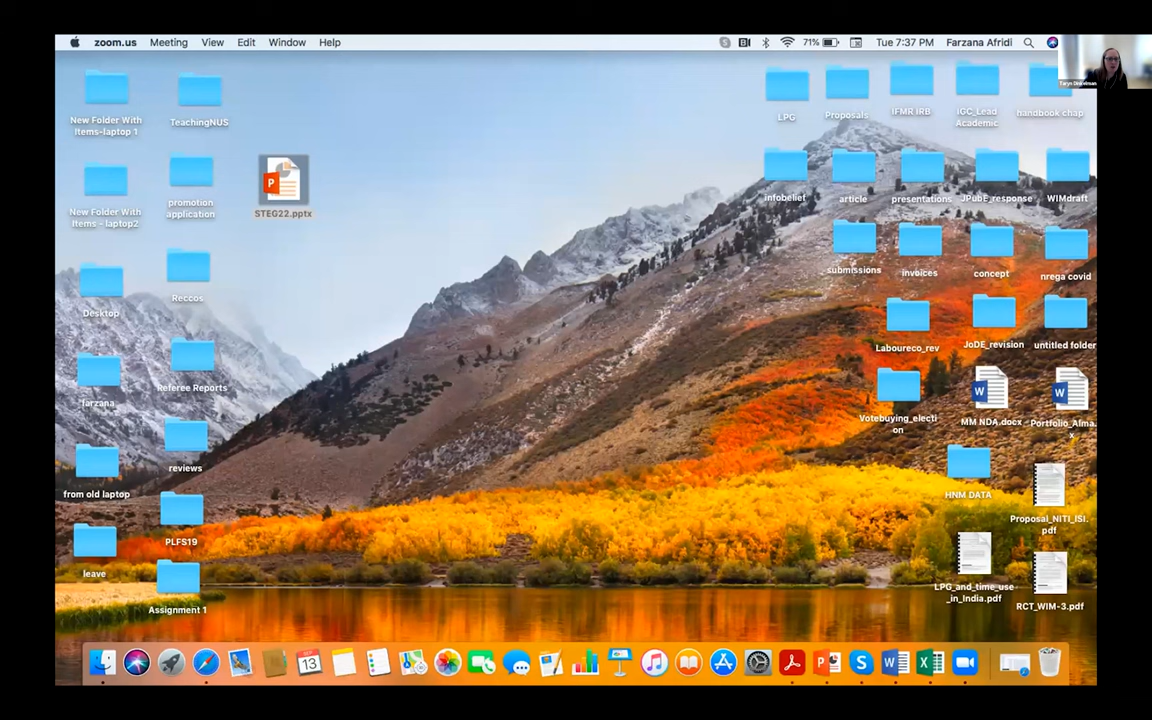 zoom.us Meeting View Edit Window Help
71% Tue 7:37 PM Farzana Afridi
New Folder With
Items-laptop 1
TeachingNUS
LPG
Proposals
IFMR IRB
IGC_Lead
Academic
handbook chap
New Folder With
Items - laptop2
promotion
application
STEG22.pptx
infobelief
article
presentations
JPubE_response
WIMdraft
Desktop
Reccos
submissions
invoices
concept
nrega covid
farzana
Referee Reports
Laboureco_rev
JoDE_revision
untitled folder
from old laptop
reviews
Votebuying_electi
on
MM NDA.docx
Portfolio_Alma.
x
leave
PLFS19
HNM DATA
Proposal_NITI_ISI.
pdf
Assignment 1
LPG_and_time_use
_in_India.pdf
RCT_WIM-3.pdf
13